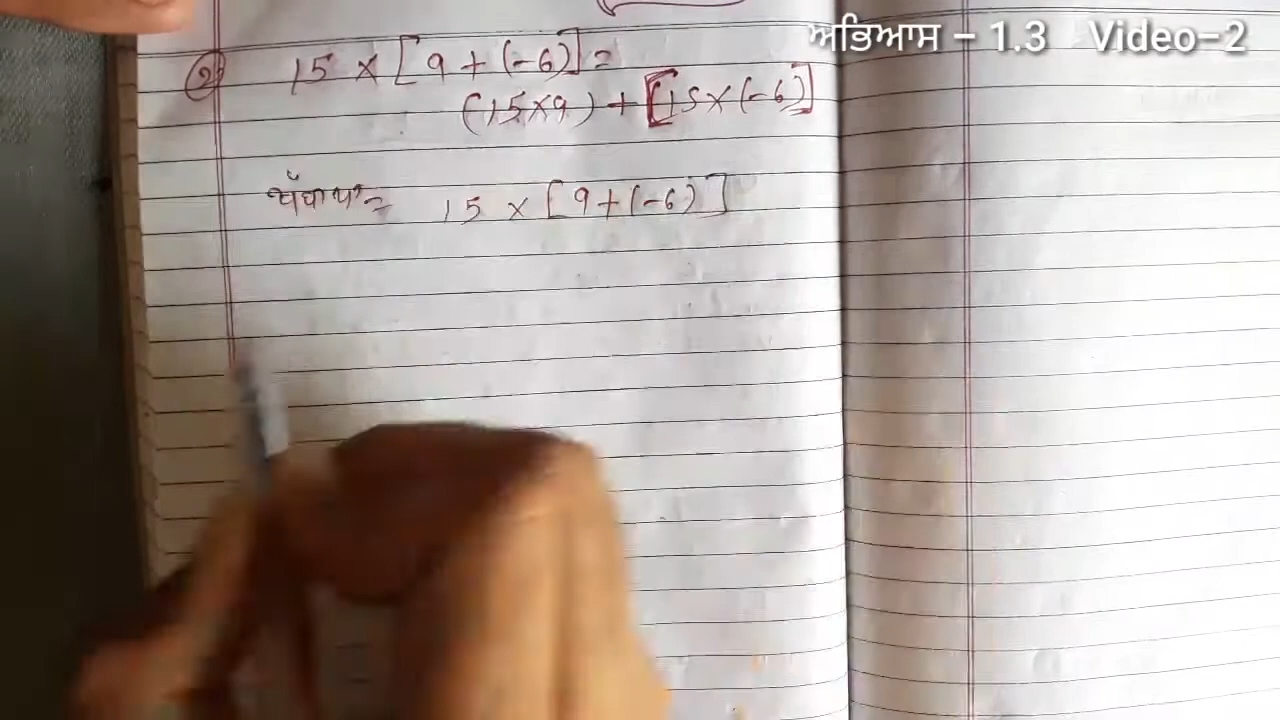 ਅਭਿਆਸ – 1.3 Video-2
② 15 × [9 + (-6)] =
(15×9) + [15×(-6)]
= 15 × [9+(-6)]